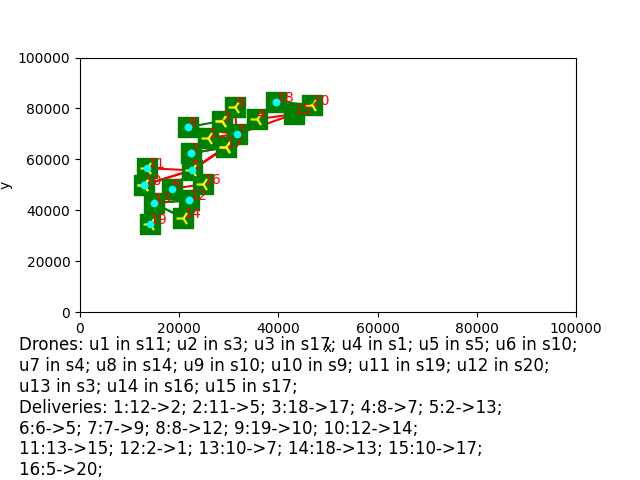 100000
80000
60000
40000
20000
0
y
0 20000 40000 60000 80000 100000
x
Drones: u1 in s11; u2 in s3; u3 in s17; u4 in s1; u5 in s5; u6 in s10;
u7 in s4; u8 in s14; u9 in s10; u10 in s9; u11 in s19; u12 in s20;
u13 in s3; u14 in s16; u15 in s17;
Deliveries: 1:12->2; 2:11->5; 3:18->17; 4:8->7; 5:2->13;
6:6->5; 7:7->9; 8:8->12; 9:19->10; 10:12->14;
11:13->15; 12:2->1; 13:10->7; 14:18->13; 15:10->17;
16:5->20;